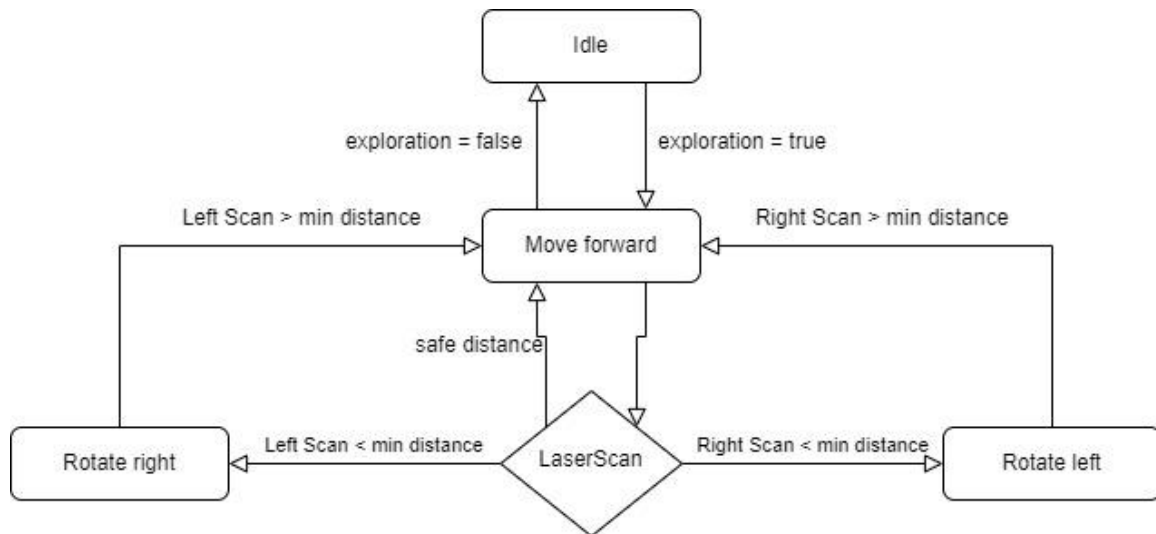 Idle
exploration = false
exploration = true
Left Scan > min distance
Right Scan > min distance
Move forward
safe distance
Left Scan < min distance
Right Scan < min distance
Rotate right
LaserScan
Rotate left